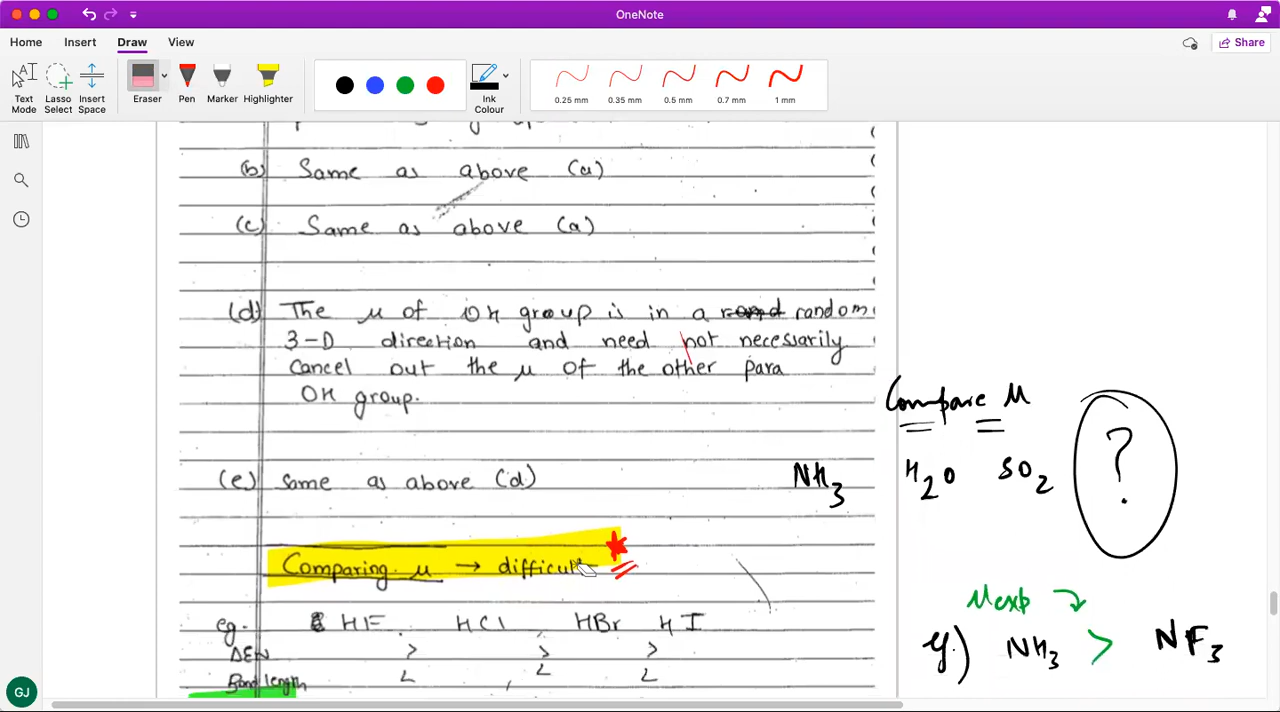 OneNote
Home Insert Draw View
Share
Text Mode
Lasso Select
Insert Space
Eraser
Pen
Marker
Highlighter
Ink Colour
0.25 mm
0.35 mm
0.5 mm
0.7 mm
1 mm
(b) Same as above (a)
(c) Same as above (a)
(d) The μ of OH group is in a random
3-D direction and need not necessarily
cancel out the μ of the other para
OH group.
Compare μ
H2O SO2 ?
(e) Same as above (d)
NH3
Comparing μ → difficult
μexp
eg) NH3 > NF3
eg. HF HCl HBr HI
ΔEN > > >
Bond length < < <
GJ